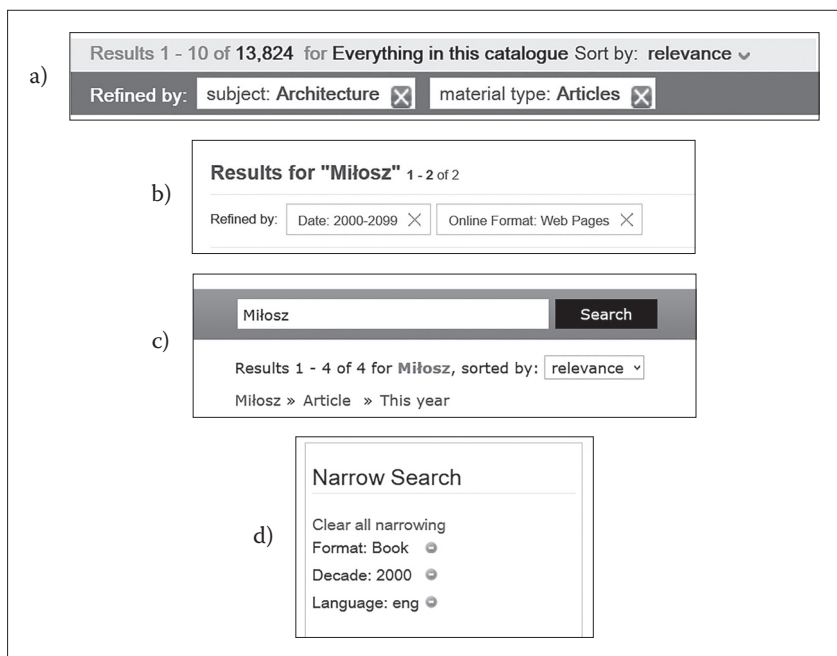 a)
Results 1 - 10 of 13,824 for Everything in this catalogue Sort by: relevance
Refined by: subject: Architecture material type: Articles
b)
Results for "Miłosz" 1 - 2 of 2
Refined by: Date: 2000-2099 Online Format: Web Pages
c)
Miłosz Search
Results 1 - 4 of 4 for Miłosz, sorted by: relevance
Miłosz » Article » This year
d)
Narrow Search
Clear all narrowing
Format: Book
Decade: 2000
Language: eng